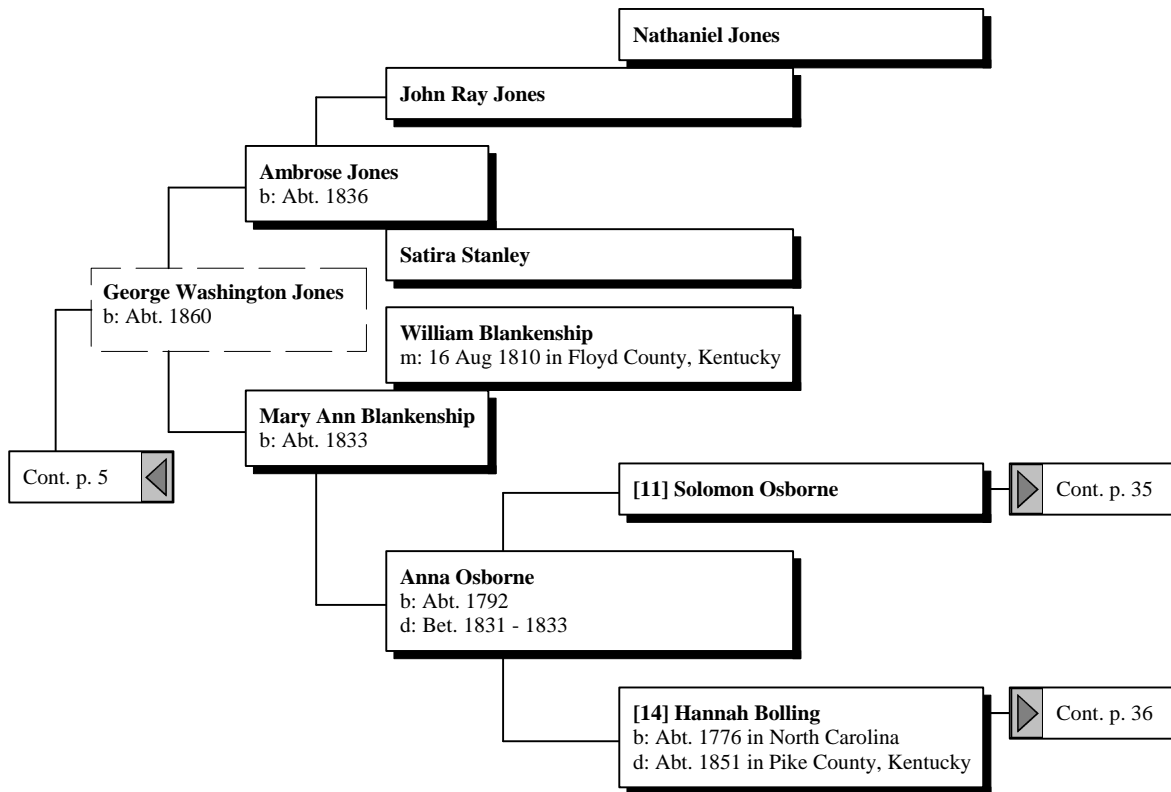 Nathaniel Jones
John Ray Jones
Ambrose Jones
b: Abt. 1836
Satira Stanley
George Washington Jones
b: Abt. 1860
William Blankenship
m: 16 Aug 1810 in Floyd County, Kentucky
Mary Ann Blankenship
b: Abt. 1833
Cont. p. 5
[11] Solomon Osborne
Cont. p. 35
Anna Osborne
b: Abt. 1792
d: Bet. 1831 - 1833
[14] Hannah Bolling
b: Abt. 1776 in North Carolina
d: Abt. 1851 in Pike County, Kentucky
Cont. p. 36